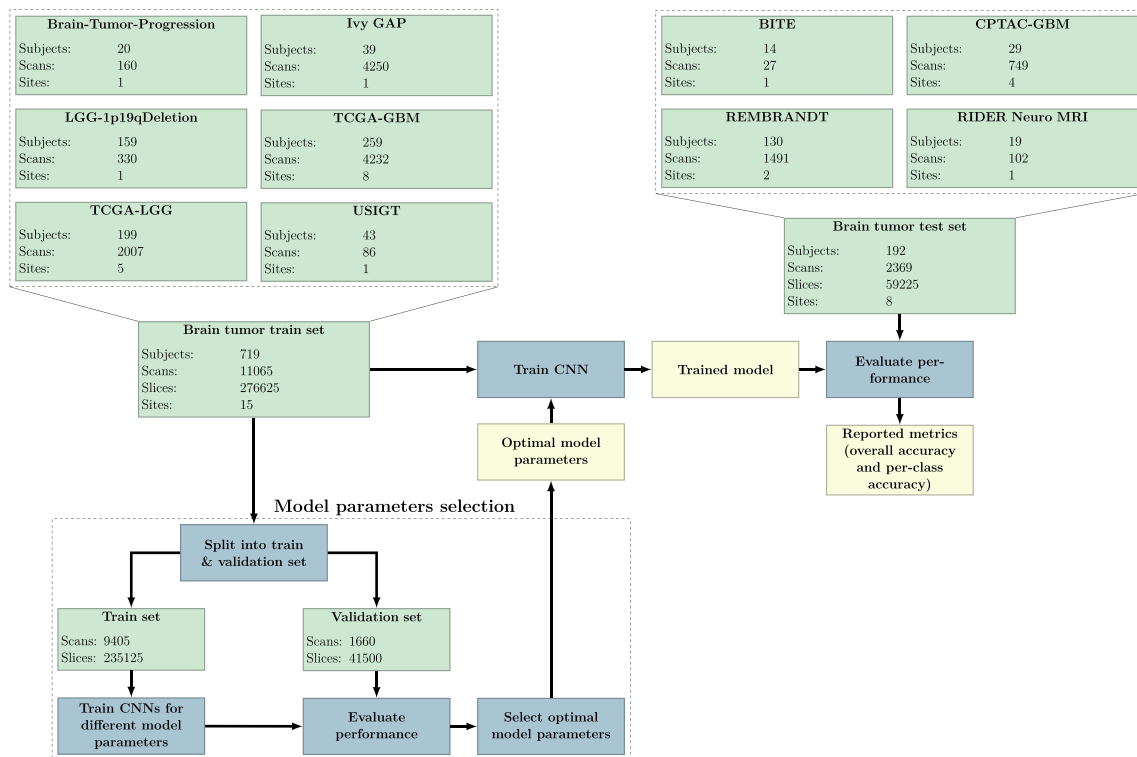 Brain-Tumor-Progression
Subjects: 20
Scans: 160
Sites: 1
Ivy GAP
Subjects: 39
Scans: 4250
Sites: 1
LGG-1p19qDeletion
Subjects: 159
Scans: 330
Sites: 1
TCGA-GBM
Subjects: 259
Scans: 4232
Sites: 8
TCGA-LGG
Subjects: 199
Scans: 2007
Sites: 5
USIGT
Subjects: 43
Scans: 86
Sites: 1
BITE
Subjects: 14
Scans: 27
Sites: 1
CPTAC-GBM
Subjects: 29
Scans: 749
Sites: 4
REMBRANDT
Subjects: 130
Scans: 1491
Sites: 2
RIDER Neuro MRI
Subjects: 19
Scans: 102
Sites: 1
Brain tumor test set
Subjects: 192
Scans: 2369
Slices: 59225
Sites: 8
Brain tumor train set
Subjects: 719
Scans: 11065
Slices: 276625
Sites: 15
Train CNN
Trained model
Evaluate per-
formance
Optimal model
parameters
Reported metrics
(overall accuracy
and per-class
accuracy)
Model parameters selection
Split into train
& validation set
Train set
Scans: 9405
Slices: 235125
Validation set
Scans: 1660
Slices: 41500
Train CNNs for
different model
parameters
Evaluate
performance
Select optimal
model parameters